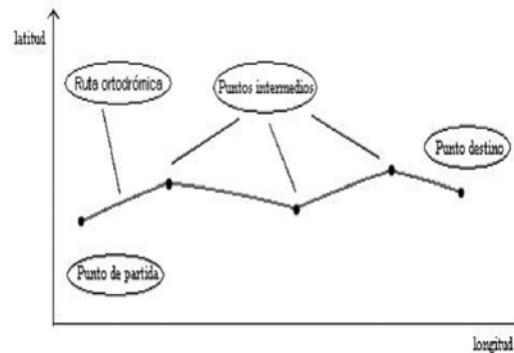 latitud
Ruta ortodrómica
Puntos intermedios
Punto destino
Punto de partida
longitud